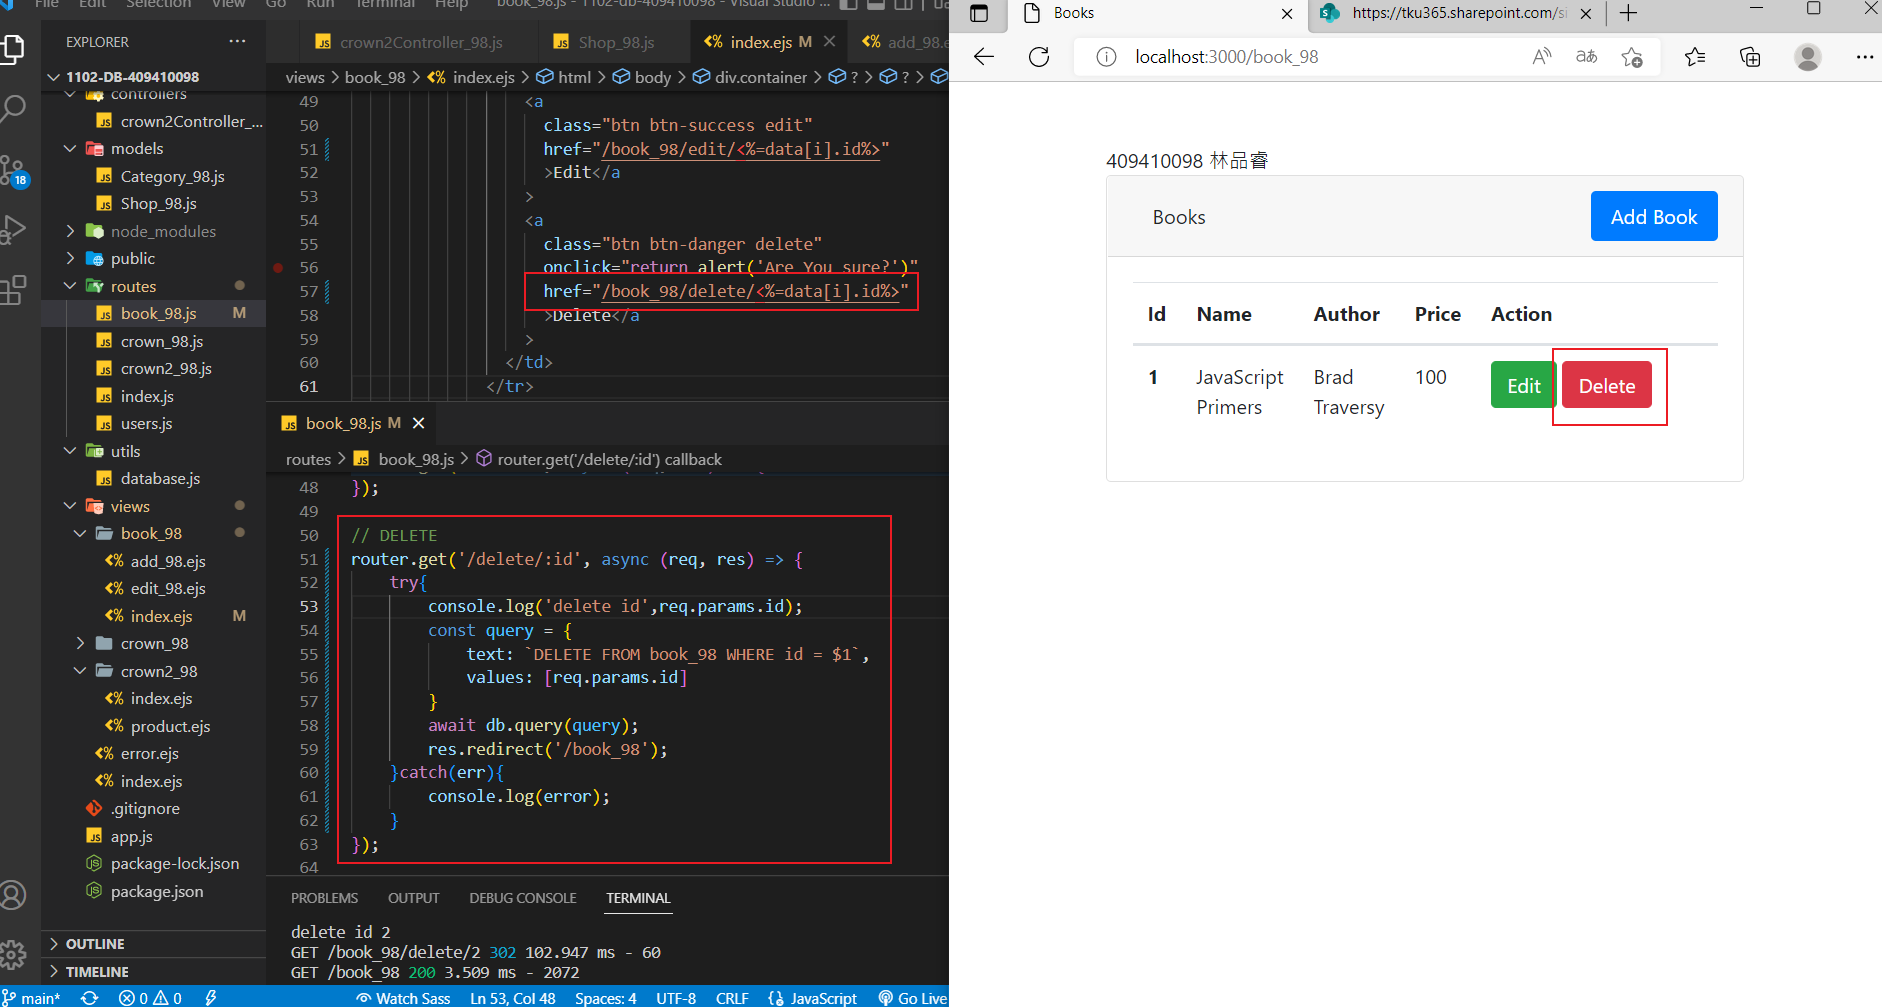 File Edit Selection View Go Run Terminal Help book_98.js - 1102-db-409410098 - Visual Studio ...
EXPLORER ...
1102-DB-409410098
controllers
crown2Controller_...
models
Category_98.js
Shop_98.js
node_modules
public
routes
book_98.js M
crown_98.js
crown2_98.js
index.js
users.js
utils
database.js
views
book_98
add_98.ejs
edit_98.ejs
index.ejs M
crown_98
crown2_98
index.ejs
product.ejs
error.ejs
index.ejs
.gitignore
app.js
package-lock.json
package.json
OUTLINE
TIMELINE
18
crown2Controller_98.js Shop_98.js index.ejs M add_98.e
views > book_98 > index.ejs > html > body > div.container > ? > ? >
49 <a
50 class="btn btn-success edit"
51 href="/book_98/edit/<%=data[i].id%>"
52 >Edit</a
53 >
54 <a
55 class="btn btn-danger delete"
56 onclick="return alert('Are You sure?')"
57 href="/book_98/delete/<%=data[i].id%>"
58 >Delete</a
59 >
60 </td>
61 </tr>
book_98.js M
routes > book_98.js > router.get('/delete/:id') callback
48 });
49
50 // DELETE
51 router.get('/delete/:id', async (req, res) => {
52 try{
53 console.log('delete id',req.params.id);
54 const query = {
55 text: `DELETE FROM book_98 WHERE id = $1`,
56 values: [req.params.id]
57 }
58 await db.query(query);
59 res.redirect('/book_98');
60 }catch(err){
61 console.log(error);
62 }
63 });
64
PROBLEMS OUTPUT DEBUG CONSOLE TERMINAL
delete id 2
GET /book_98/delete/2 302 102.947 ms - 60
GET /book_98 200 3.509 ms - 2072
main* 0 0 Watch Sass Ln 53, Col 48 Spaces: 4 UTF-8 CRLF JavaScript Go Live
Books https://tku365.sharepoint.com/si
localhost:3000/book_98
409410098 林品睿
Books Add Book
Id Name Author Price Action
1 JavaScript Primers Brad Traversy 100 Edit Delete